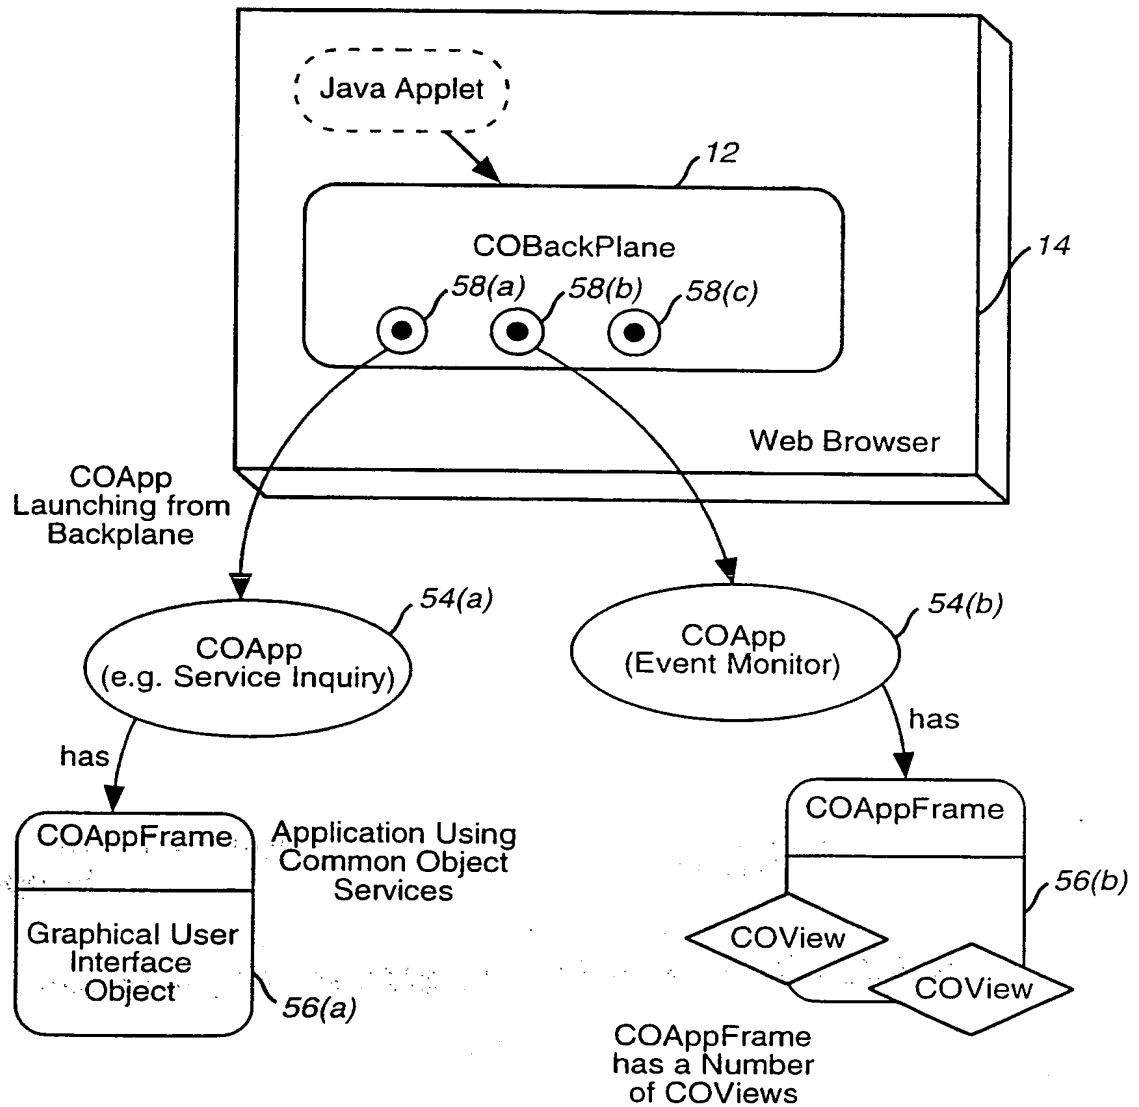 Java Applet
12
COBackPlane
14
58(a)
58(b)
58(c)
Web Browser
COApp
Launching from
Backplane
54(a)
54(b)
COApp
(e.g. Service Inquiry)
COApp
(Event Monitor)
has
has
COAppFrame
Application Using
Common Object
Services
COAppFrame
56(b)
Graphical User
Interface
Object
COView
COView
56(a)
COAppFrame
has a Number
of COViews